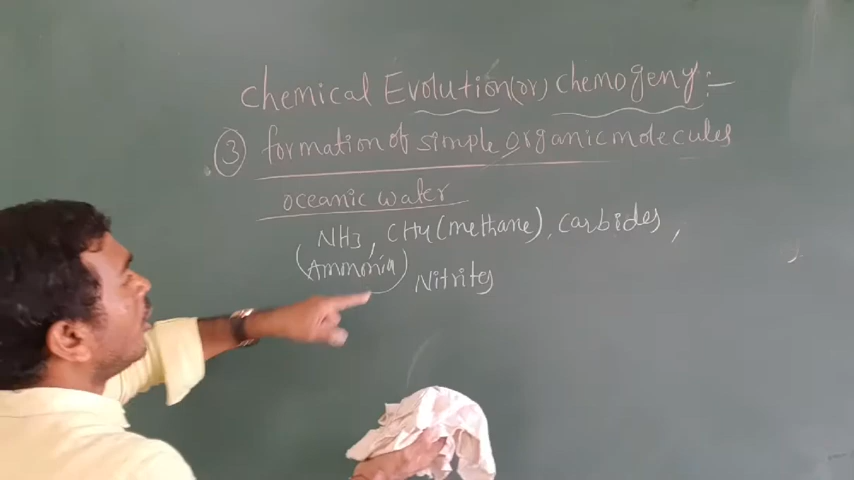 chemical Evolution (or) chemogeny :-
③ formation of simple organic molecules
oceanic water
NH3, CH4 (methane), carbides,
(Ammonia) Nitrites